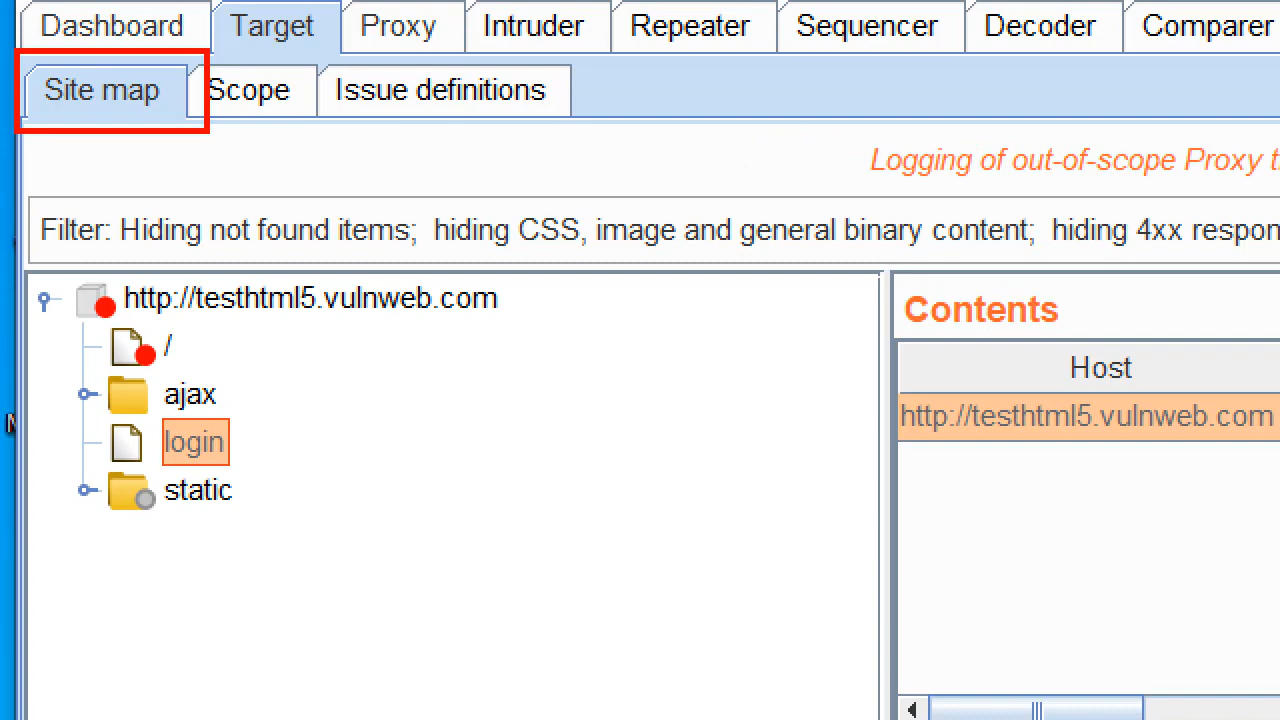 Dashboard Target Proxy Intruder Repeater Sequencer Decoder Comparer
Site map Scope Issue definitions
Logging of out-of-scope Proxy t
Filter: Hiding not found items; hiding CSS, image and general binary content; hiding 4xx respon
http://testhtml5.vulnweb.com
/
ajax
login
static
Contents
Host
http://testhtml5.vulnweb.com